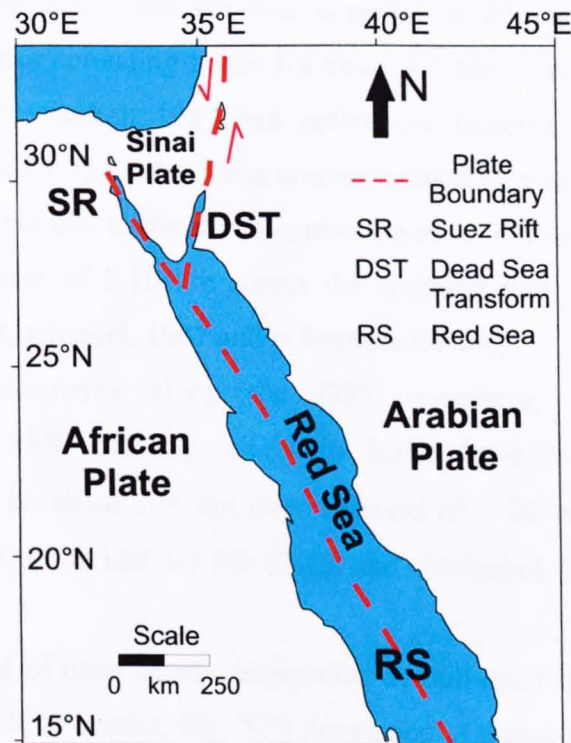 30°E 35°E 40°E 45°E
N
Sinai
Plate
30°N
SR
DST
Plate
Boundary
SR Suez Rift
DST Dead Sea
Transform
RS Red Sea
25°N
African
Plate
Red Sea
Arabian
Plate
20°N
Scale
0 km 250
RS
15°N